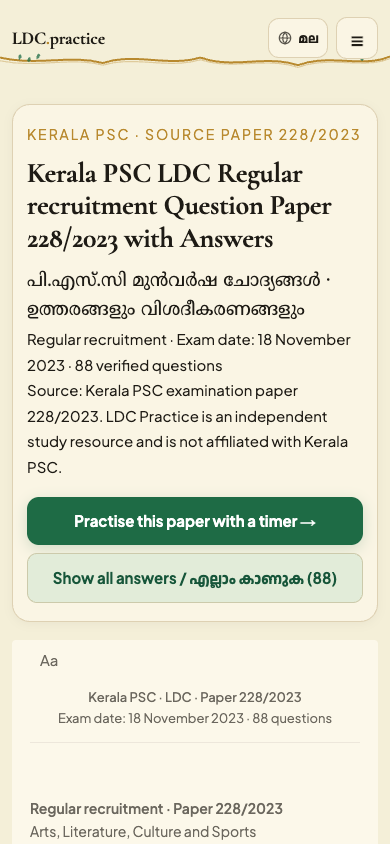 LDC.practice
മല
KERALA PSC · SOURCE PAPER 228/2023
Kerala PSC LDC Regular
recruitment Question Paper
228/2023 with Answers
പി.എസ്.സി മുൻവർഷ ചോദ്യങ്ങൾ ·
ഉത്തരങ്ങളും വിശദീകരണങ്ങളും
Regular recruitment · Exam date: 18 November
2023 · 88 verified questions
Source: Kerala PSC examination paper
228/2023. LDC Practice is an independent
study resource and is not affiliated with Kerala
PSC.
Practise this paper with a timer →
Show all answers / എല്ലാം കാണുക (88)
Aa
Kerala PSC · LDC · Paper 228/2023
Exam date: 18 November 2023 · 88 questions
Regular recruitment · Paper 228/2023
Arts, Literature, Culture and Sports